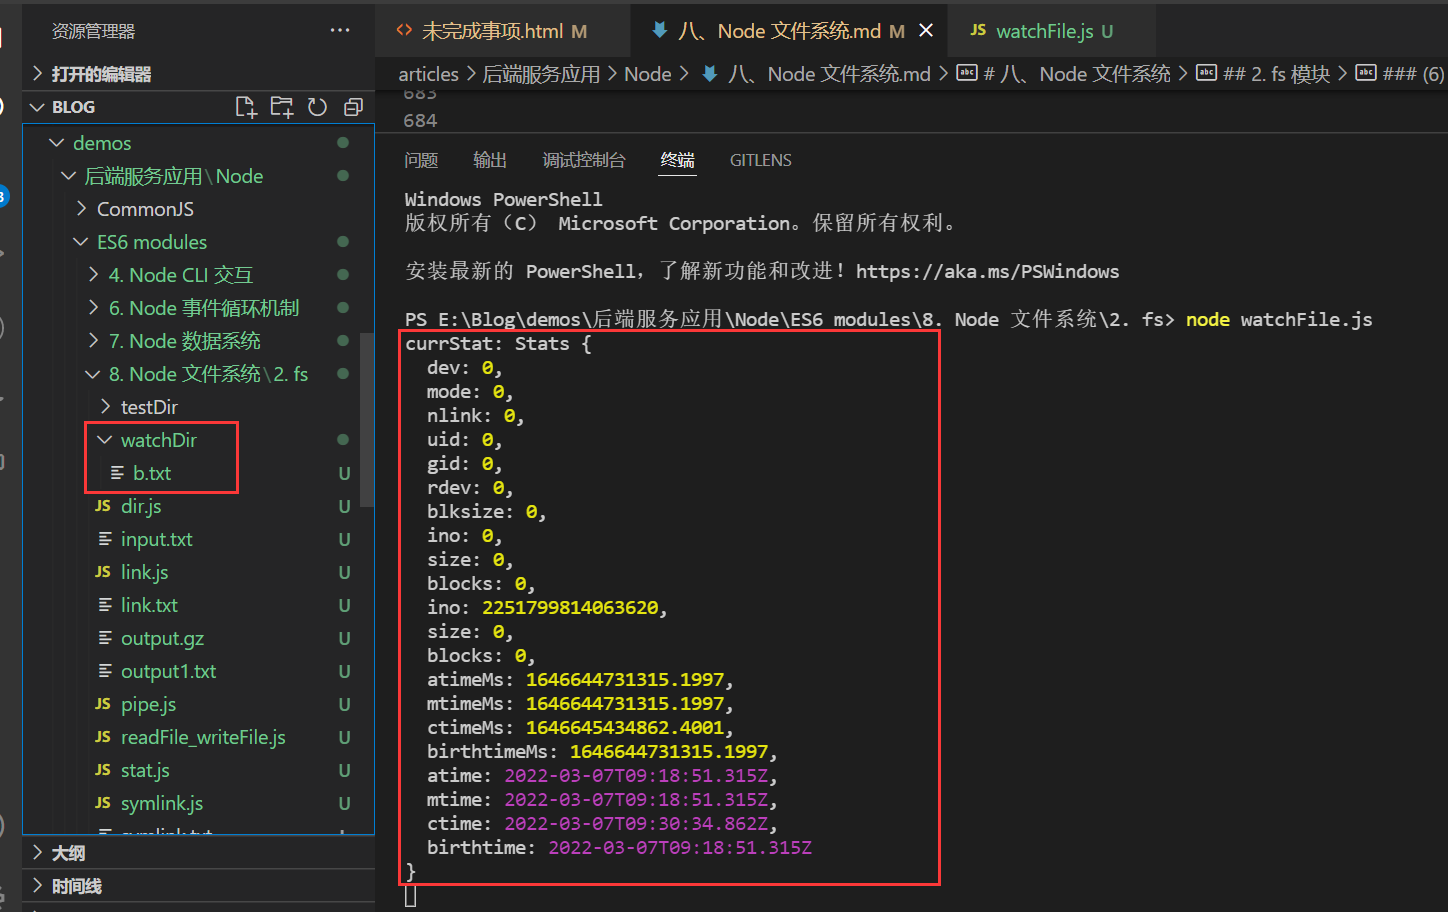 资源管理器
打开的编辑器
BLOG
demos
后端服务应用\Node
CommonJS
ES6 modules
4. Node CLI 交互
6. Node 事件循环机制
7. Node 数据系统
8. Node 文件系统\2. fs
testDir
watchDir
b.txt U
JS dir.js U
input.txt U
JS link.js U
link.txt U
output.gz U
output1.txt U
JS pipe.js U
JS readFile_writeFile.js U
JS stat.js U
JS symlink.js U
大纲
时间线
未完成事项.html M
八、Node 文件系统.md M
JS watchFile.js U
articles > 后端服务应用 > Node > 八、Node 文件系统.md > abc # 八、Node 文件系统 > abc ## 2. fs 模块 > abc ### (6)
683
684
问题 输出 调试控制台 终端 GITLENS
Windows PowerShell
版权所有 (C) Microsoft Corporation。保留所有权利。
安装最新的 PowerShell，了解新功能和改进！https://aka.ms/PSWindows
PS E:\Blog\demos\后端服务应用\Node\ES6 modules\8. Node 文件系统\2. fs> node watchFile.js
currStat: Stats {
dev: 0,
mode: 0,
nlink: 0,
uid: 0,
gid: 0,
rdev: 0,
blksize: 0,
ino: 0,
size: 0,
blocks: 0,
ino: 2251799814063620,
size: 0,
blocks: 0,
atimeMs: 1646644731315.1997,
mtimeMs: 1646644731315.1997,
ctimeMs: 1646645434862.4001,
birthtimeMs: 1646644731315.1997,
atime: 2022-03-07T09:18:51.315Z,
mtime: 2022-03-07T09:18:51.315Z,
ctime: 2022-03-07T09:30:34.862Z,
birthtime: 2022-03-07T09:18:51.315Z
}